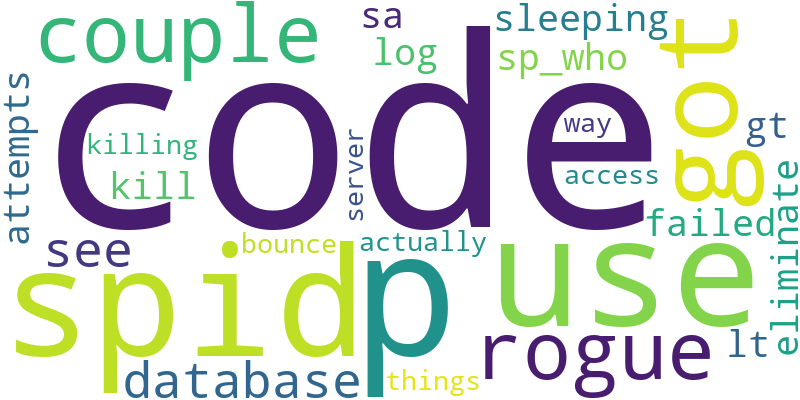 couple
sa
sleeping
log
sp_who
got
code
attempts
killing
kill
server
way
gt
access
eliminate
failed
see
bounce
actually
use
spid
p
rogue
lt
database
things